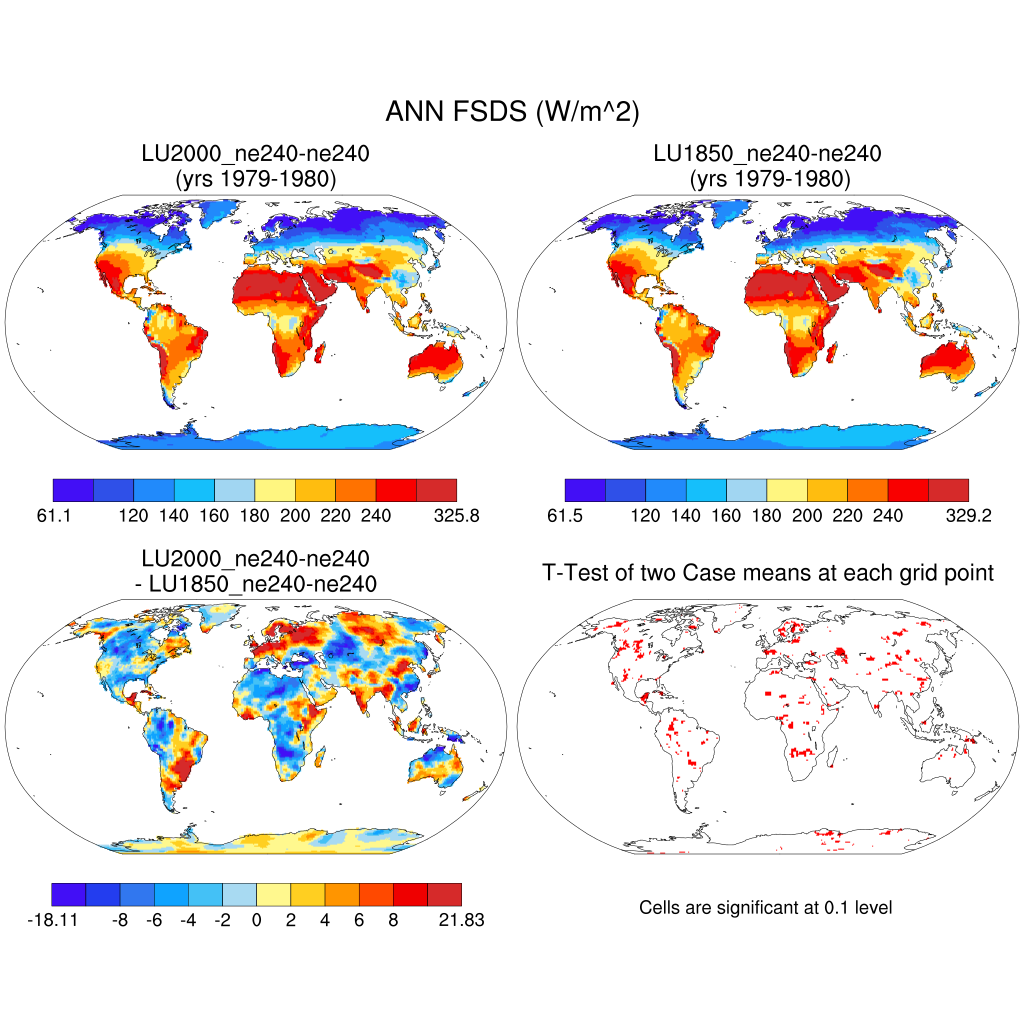 ANN FSDS (W/m^2)
LU2000_ne240-ne240
(yrs 1979-1980)
LU1850_ne240-ne240
(yrs 1979-1980)
61.1 120 140 160 180 200 220 240 325.8
61.5 120 140 160 180 200 220 240 329.2
LU2000_ne240-ne240
- LU1850_ne240-ne240
T-Test of two Case means at each grid point
-18.11 -8 -6 -4 -2 0 2 4 6 8 21.83
Cells are significant at 0.1 level